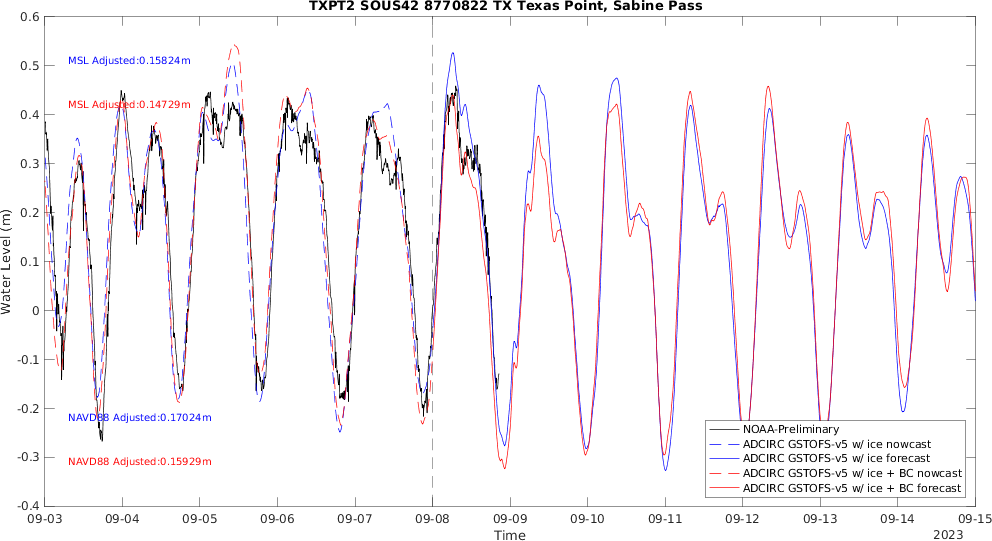 TXPT2 SOUS42 8770822 TX Texas Point, Sabine Pass
0.6
0.5
0.4
0.3
0.2
0.1
0
-0.1
-0.2
-0.3
-0.4
Water Level (m)
MSL Adjusted:0.15824m
MSL Adjusted:0.14729m
NAVD88 Adjusted:0.17024m
NAVD88 Adjusted:0.15929m
NOAA-Preliminary
ADCIRC GSTOFS-v5 w/ ice nowcast
ADCIRC GSTOFS-v5 w/ ice forecast
ADCIRC GSTOFS-v5 w/ ice + BC nowcast
ADCIRC GSTOFS-v5 w/ ice + BC forecast
09-03 09-04 09-05 09-06 09-07 09-08 09-09 09-10 09-11 09-12 09-13 09-14 09-15
Time
2023